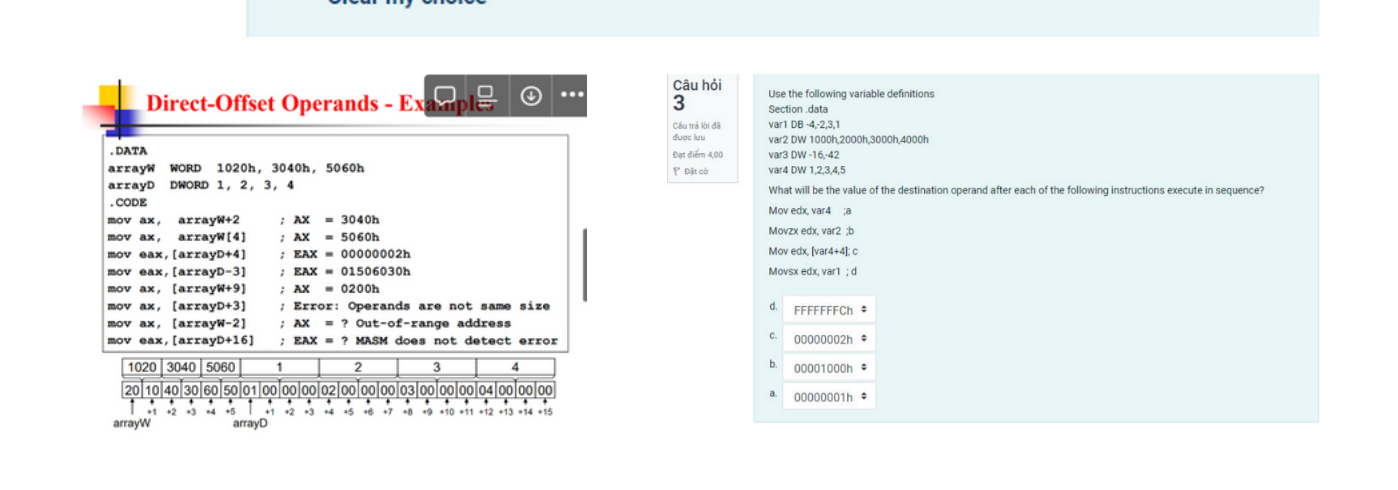 Clear my choice
Direct-Offset Operands - Examples
.DATA
arrayW WORD 1020h, 3040h, 5060h
arrayD DWORD 1, 2, 3, 4
.CODE
mov ax, arrayW+2 ; AX = 3040h
mov ax, arrayW[4] ; AX = 5060h
mov eax,[arrayD+4] ; EAX = 00000002h
mov eax,[arrayD-3] ; EAX = 01506030h
mov ax, [arrayW+9] ; AX = 0200h
mov ax, [arrayD+3] ; Error: Operands are not same size
mov ax, [arrayW-2] ; AX = ? Out-of-range address
mov eax,[arrayD+16] ; EAX = ? MASM does not detect error
1020 3040 5060 1 2 3 4
20 10 40 30 60 50 01 00 00 00 02 00 00 00 03 00 00 00 04 00 00 00
+1 +2 +3 +4 +5 +1 +2 +3 +4 +5 +6 +7 +8 +9 +10 +11 +12 +13 +14 +15
arrayW arrayD
Câu hỏi
3
Câu trả lời đã
được lưu
Đạt điểm 4,00
Đặt cờ
Use the following variable definitions
Section .data
var1 DB -4,-2,3,1
var2 DW 1000h,2000h,3000h,4000h
var3 DW -16,-42
var4 DW 1,2,3,4,5
What will be the value of the destination operand after each of the following instructions execute in sequence?
Mov edx, var4 ;a
Movzx edx, var2 ;b
Mov edx, [var4+4]; c
Movsx edx, var1 ; d
d. FFFFFFFCh
c. 00000002h
b. 00001000h
a. 00000001h